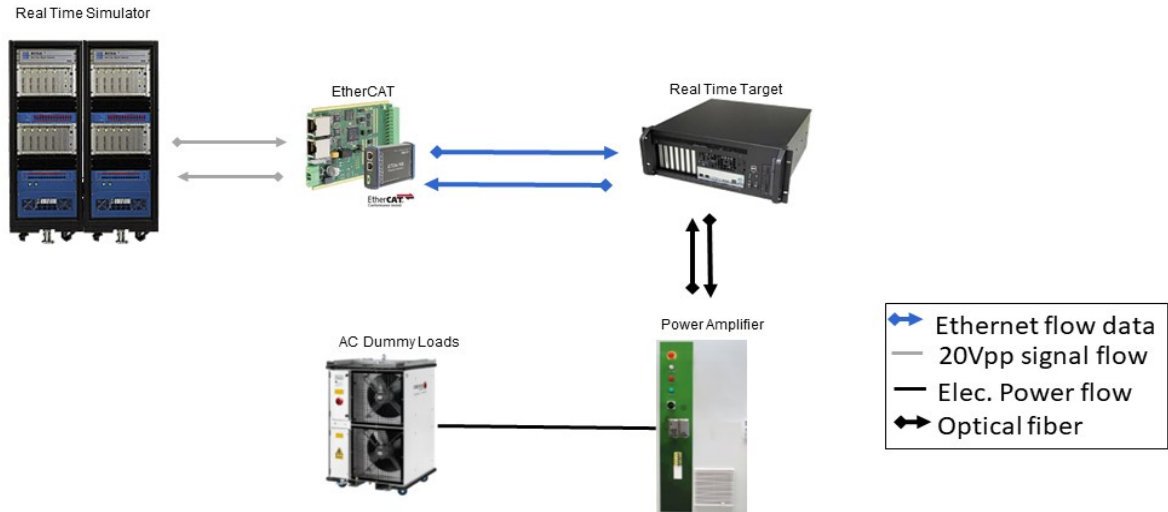 Real Time Simulator
EtherCAT
Real Time Target
EtherCAT
Power Amplifier
AC Dummy Loads
Ethernet flow data
20Vpp signal flow
Elec. Power flow
Optical fiber